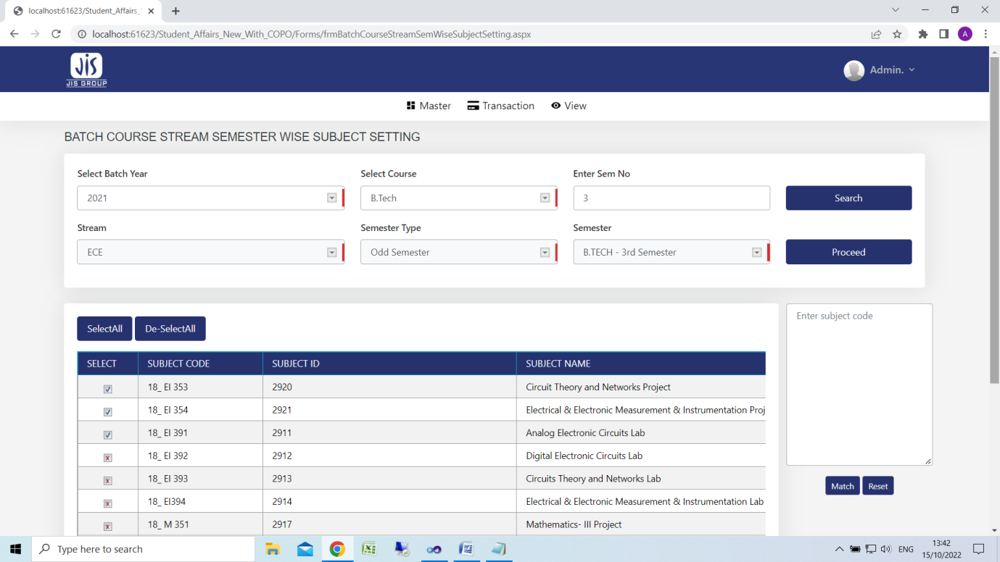 localhost:61623/Student_Affairs_
localhost:61623/Student_Affairs_New_With_COPO/Forms/frmBatchCourseStreamSemWiseSubjectSetting.aspx
A
JIS
JIS GROUP
Admin.
Master Transaction View
BATCH COURSE STREAM SEMESTER WISE SUBJECT SETTING
Select Batch Year Select Course Enter Sem No
2021 B.Tech 3 Search
Stream Semester Type Semester
ECE Odd Semester B.TECH - 3rd Semester Proceed
SelectAll De-SelectAll
Enter subject code
SELECT SUBJECT CODE SUBJECT ID SUBJECT NAME
18_ EI 353 2920 Circuit Theory and Networks Project
18_ EI 354 2921 Electrical & Electronic Measurement & Instrumentation Proj
18_ EI 391 2911 Analog Electronic Circuits Lab
18_ EI 392 2912 Digital Electronic Circuits Lab
18_ EI 393 2913 Circuits Theory and Networks Lab
18_ EI394 2914 Electrical & Electronic Measurement & Instrumentation Lab
18_ M 351 2917 Mathematics- III Project
Match Reset
Type here to search
ENG
13:42
15/10/2022